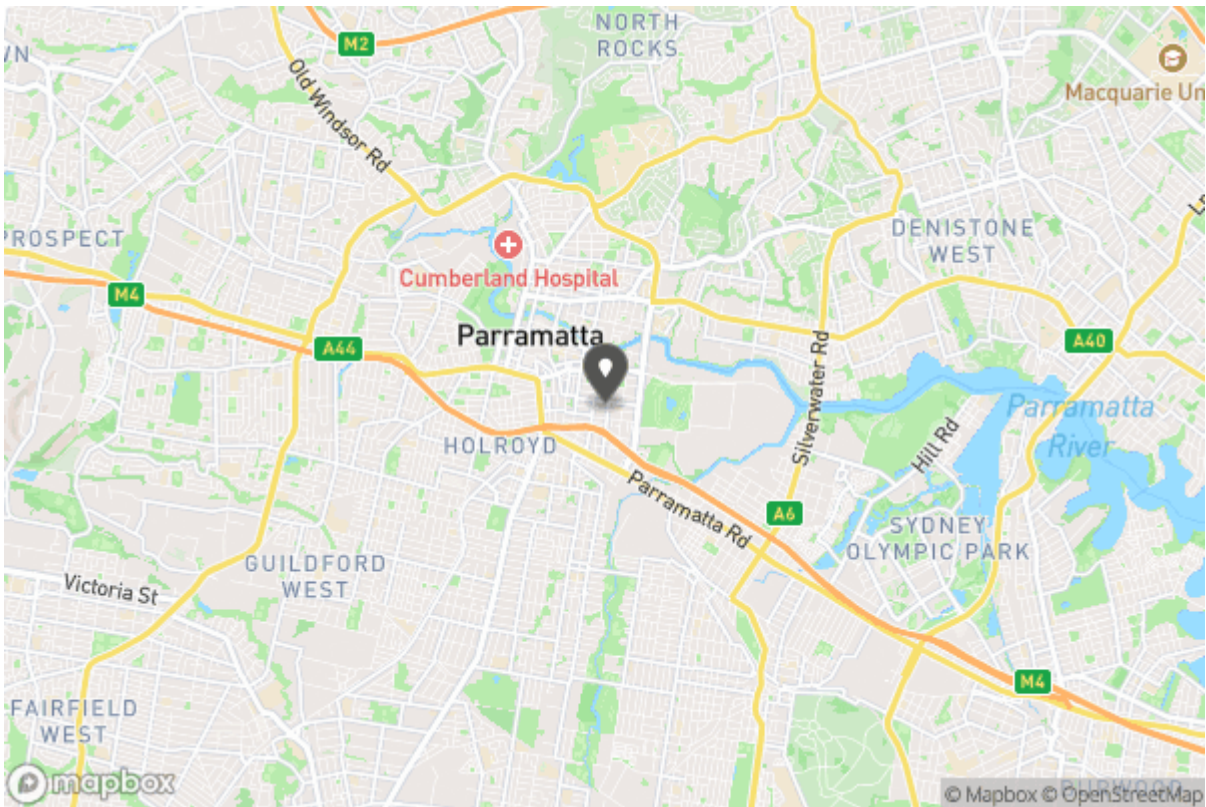 NORTH
ROCKS
M2
WN
Old Windsor Rd
Macquarie Un
PROSPECT
DENISTONE
WEST
Cumberland Hospital
M4
Parramatta
A44
A40
Silverwater Rd
Parramatta
River
HOLROYD
Hill Rd
Parramatta Rd
A6
SYDNEY
OLYMPIC PARK
GUILDFORD
WEST
Victoria St
M4
FAIRFIELD
WEST
mapbox
BURWOOD
© Mapbox © OpenStreetMap